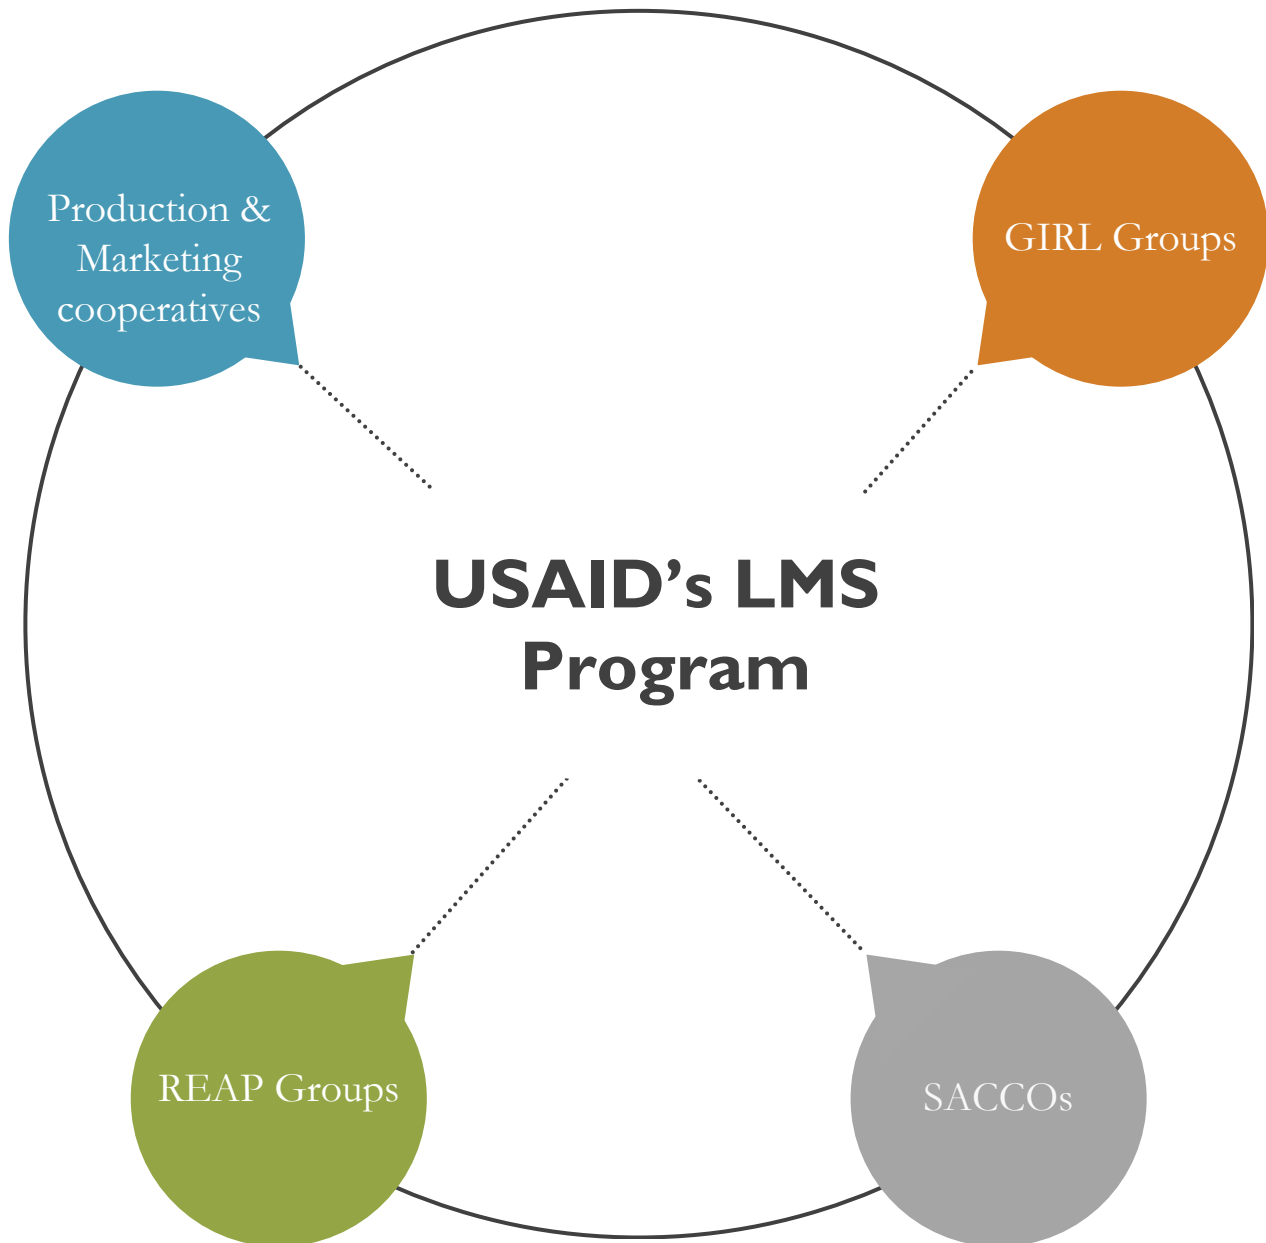 Production &
Marketing
cooperatives
GIRL Groups
USAID’s LMS
Program
REAP Groups
SACCOs